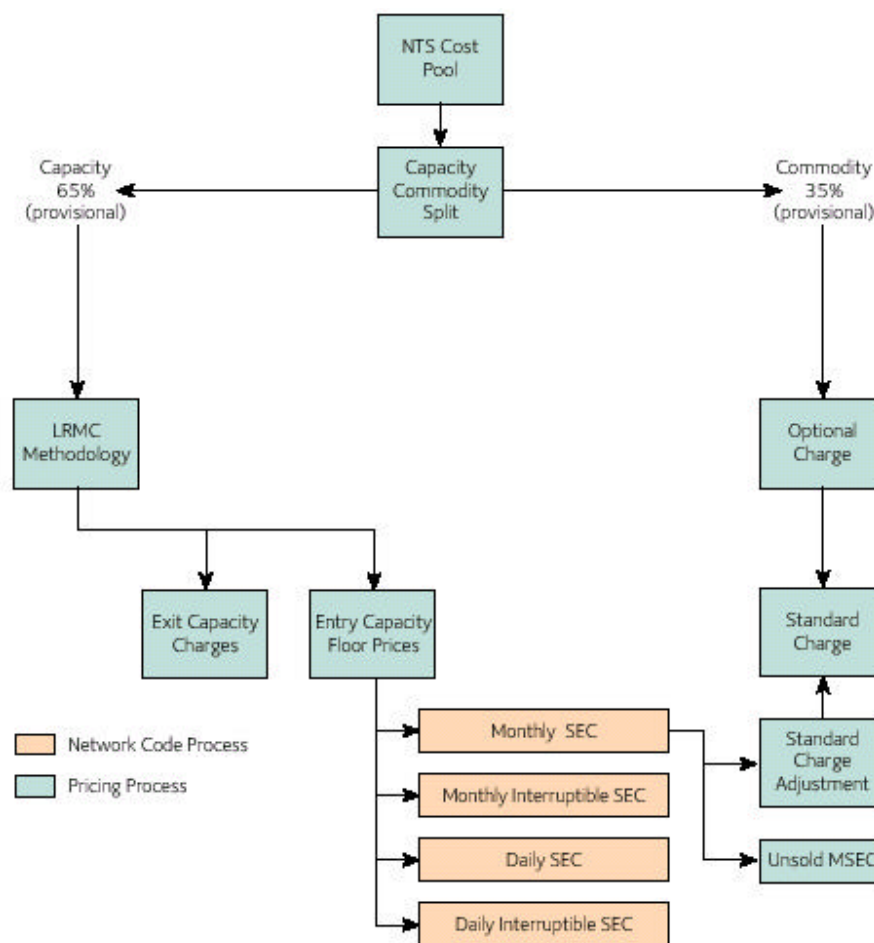 NTS Cost
Pool
Capacity
65%
(provisional)
Capacity
Commodity
Split
Commodity
35%
(provisional)
LRMC
Methodology
Optional
Charge
Exit Capacity
Charges
Entry Capacity
Floor Prices
Standard
Charge
Network Code Process
Pricing Process
Monthly SEC
Monthly Interruptible SEC
Daily SEC
Daily Interruptible SEC
Standard
Charge
Adjustment
Unsold MSEC